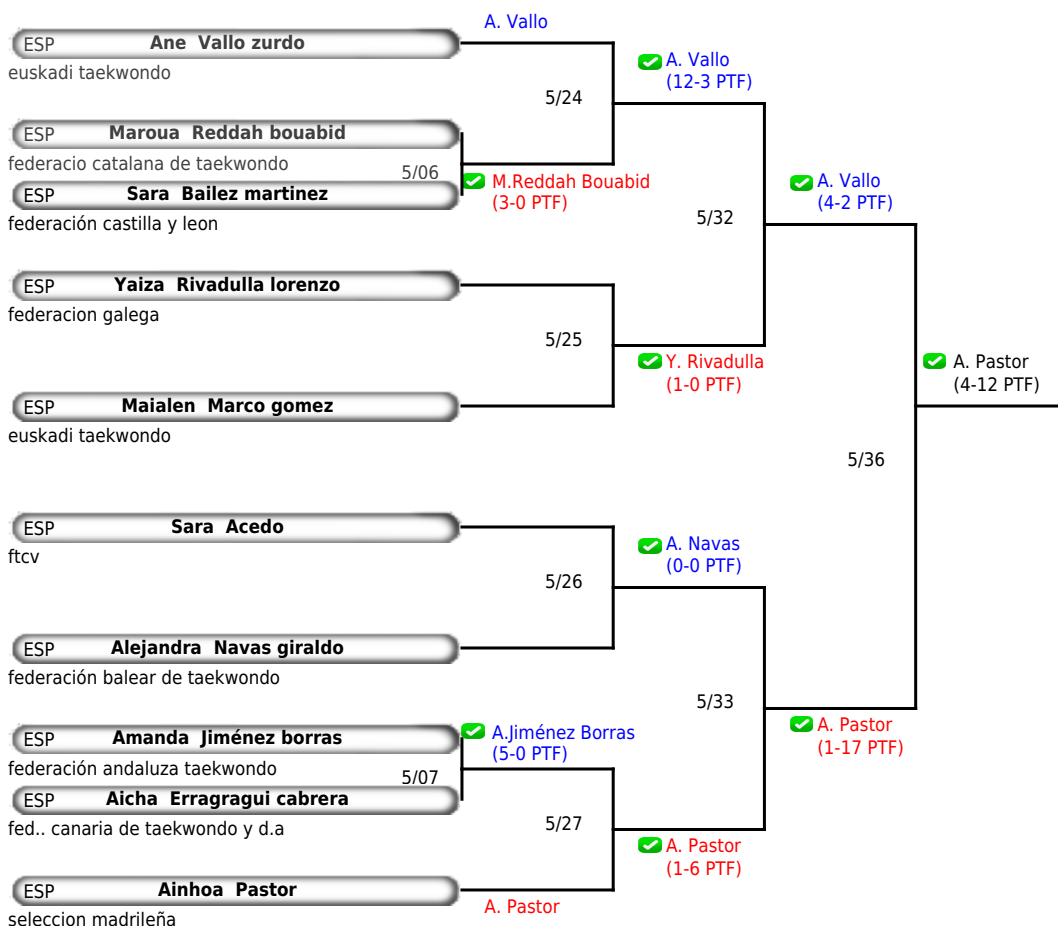 A. Vallo
ESP Ane Vallo zurdo
euskadi taekwondo
A. Vallo
(12-3 PTF)
5/24
ESP Maroua Reddah bouabid
federacio catalana de taekwondo
5/06
M.Reddah Bouabid
(3-0 PTF)
ESP Sara Bailez martinez
federación castilla y leon
A. Vallo
(4-2 PTF)
5/32
ESP Yaiza Rivadulla lorenzo
federacion galega
5/25
Y. Rivadulla
(1-0 PTF)
A. Pastor
(4-12 PTF)
ESP Maialen Marco gomez
euskadi taekwondo
5/36
ESP Sara Acedo
ftcv
A. Navas
(0-0 PTF)
5/26
ESP Alejandra Navas giraldo
federación balear de taekwondo
5/33
A. Pastor
(1-17 PTF)
ESP Amanda Jiménez borras
federación andaluza taekwondo
A.Jiménez Borras
(5-0 PTF)
5/07
ESP Aicha Erragragui cabrera
fed.. canaria de taekwondo y d.a
5/27
A. Pastor
(1-6 PTF)
ESP Ainhoa Pastor
seleccion madrileña
A. Pastor